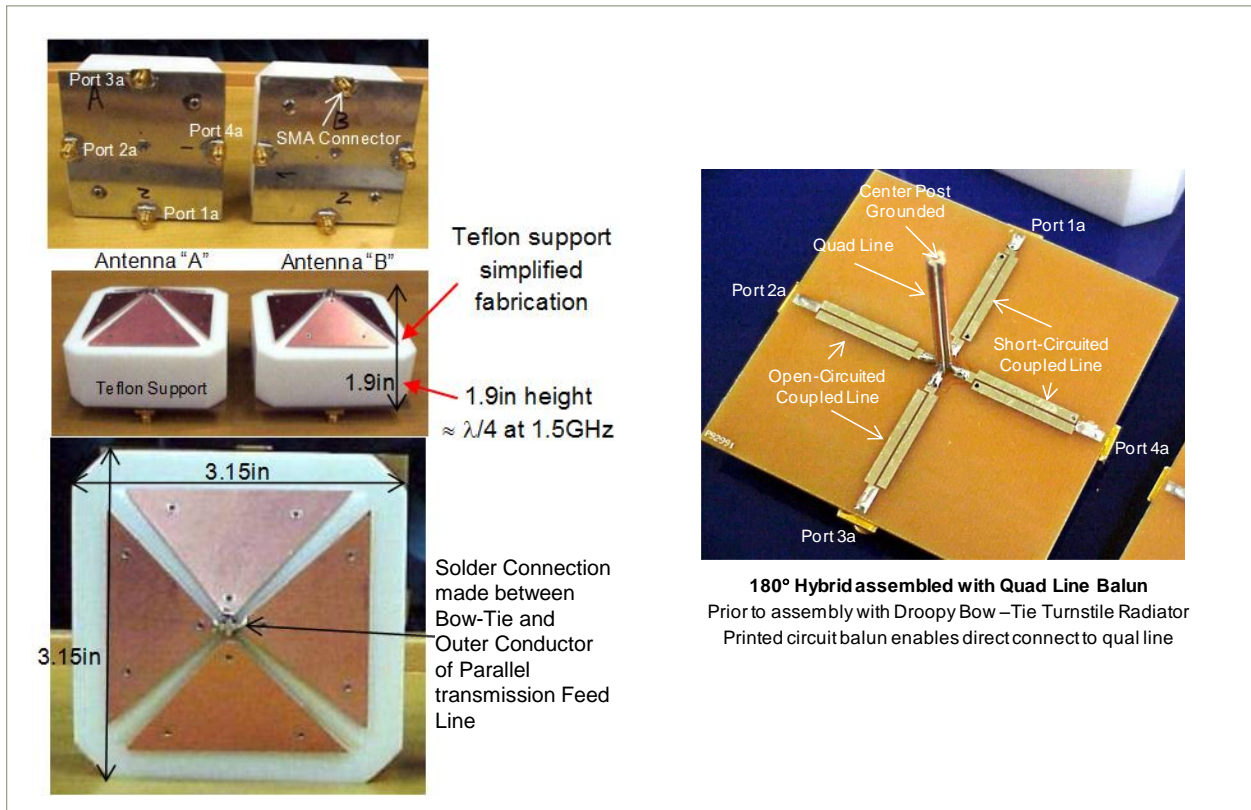 Port 3a
A
Port 4a
Port 2a
2
Port 1a
B
SMA Connector
1
2
Antenna “A”
Antenna “B”
Teflon support
simplified
fabrication
Teflon Support
1.9in
1.9in height
≈ λ/4 at 1.5GHz
3.15in
3.15in
Solder Connection
made between
Bow-Tie and
Outer Conductor
of Parallel
transmission Feed
Line
Center Post
Grounded
Port 1a
Quad Line
Port 2a
Short-Circuited
Coupled Line
Open-Circuited
Coupled Line
P92991
Port 4a
Port 3a
180° Hybrid assembled with Quad Line Balun
Prior to assembly with Droopy Bow –Tie Turnstile Radiator
Printed circuit balun enables direct connect to qual line